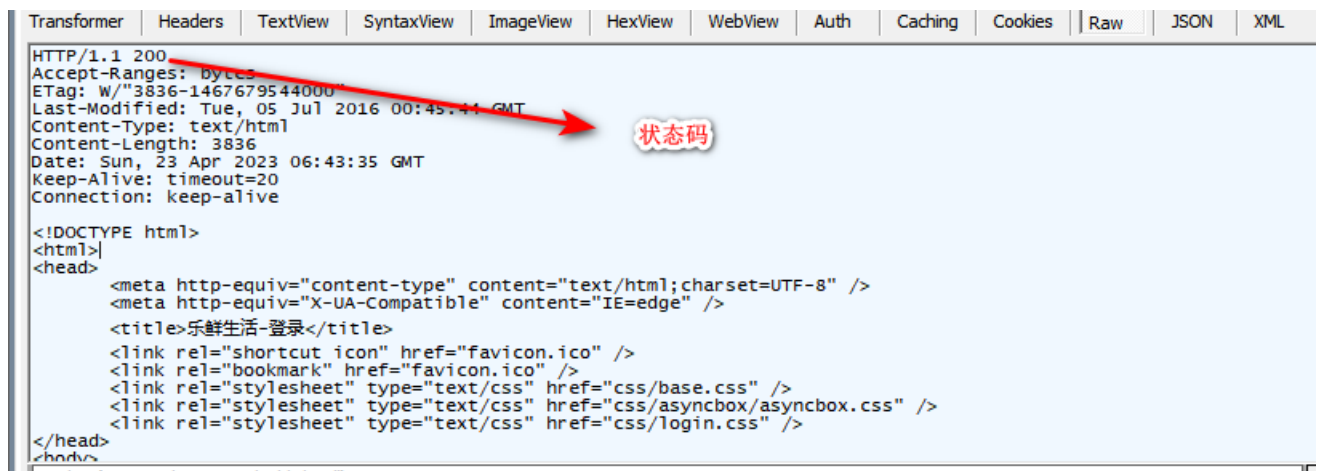 Transformer Headers TextView SyntaxView ImageView HexView WebView Auth Caching Cookies Raw JSON XML
HTTP/1.1 200
Accept-Ranges: bytes
ETag: W/"3836-1467679544000"
Last-Modified: Tue, 05 Jul 2016 00:45:44 GMT
状态码
Content-Type: text/html
Content-Length: 3836
Date: Sun, 23 Apr 2023 06:43:35 GMT
Keep-Alive: timeout=20
Connection: keep-alive
<!DOCTYPE html>
<html>
<head>
<meta http-equiv="content-type" content="text/html;charset=UTF-8" />
<meta http-equiv="X-UA-Compatible" content="IE=edge" />
<title>乐鲜生活-登录</title>
<link rel="shortcut icon" href="favicon.ico" />
<link rel="bookmark" href="favicon.ico" />
<link rel="stylesheet" type="text/css" href="css/base.css" />
<link rel="stylesheet" type="text/css" href="css/asyncbox/asyncbox.css" />
<link rel="stylesheet" type="text/css" href="css/login.css" />
</head>
<body>